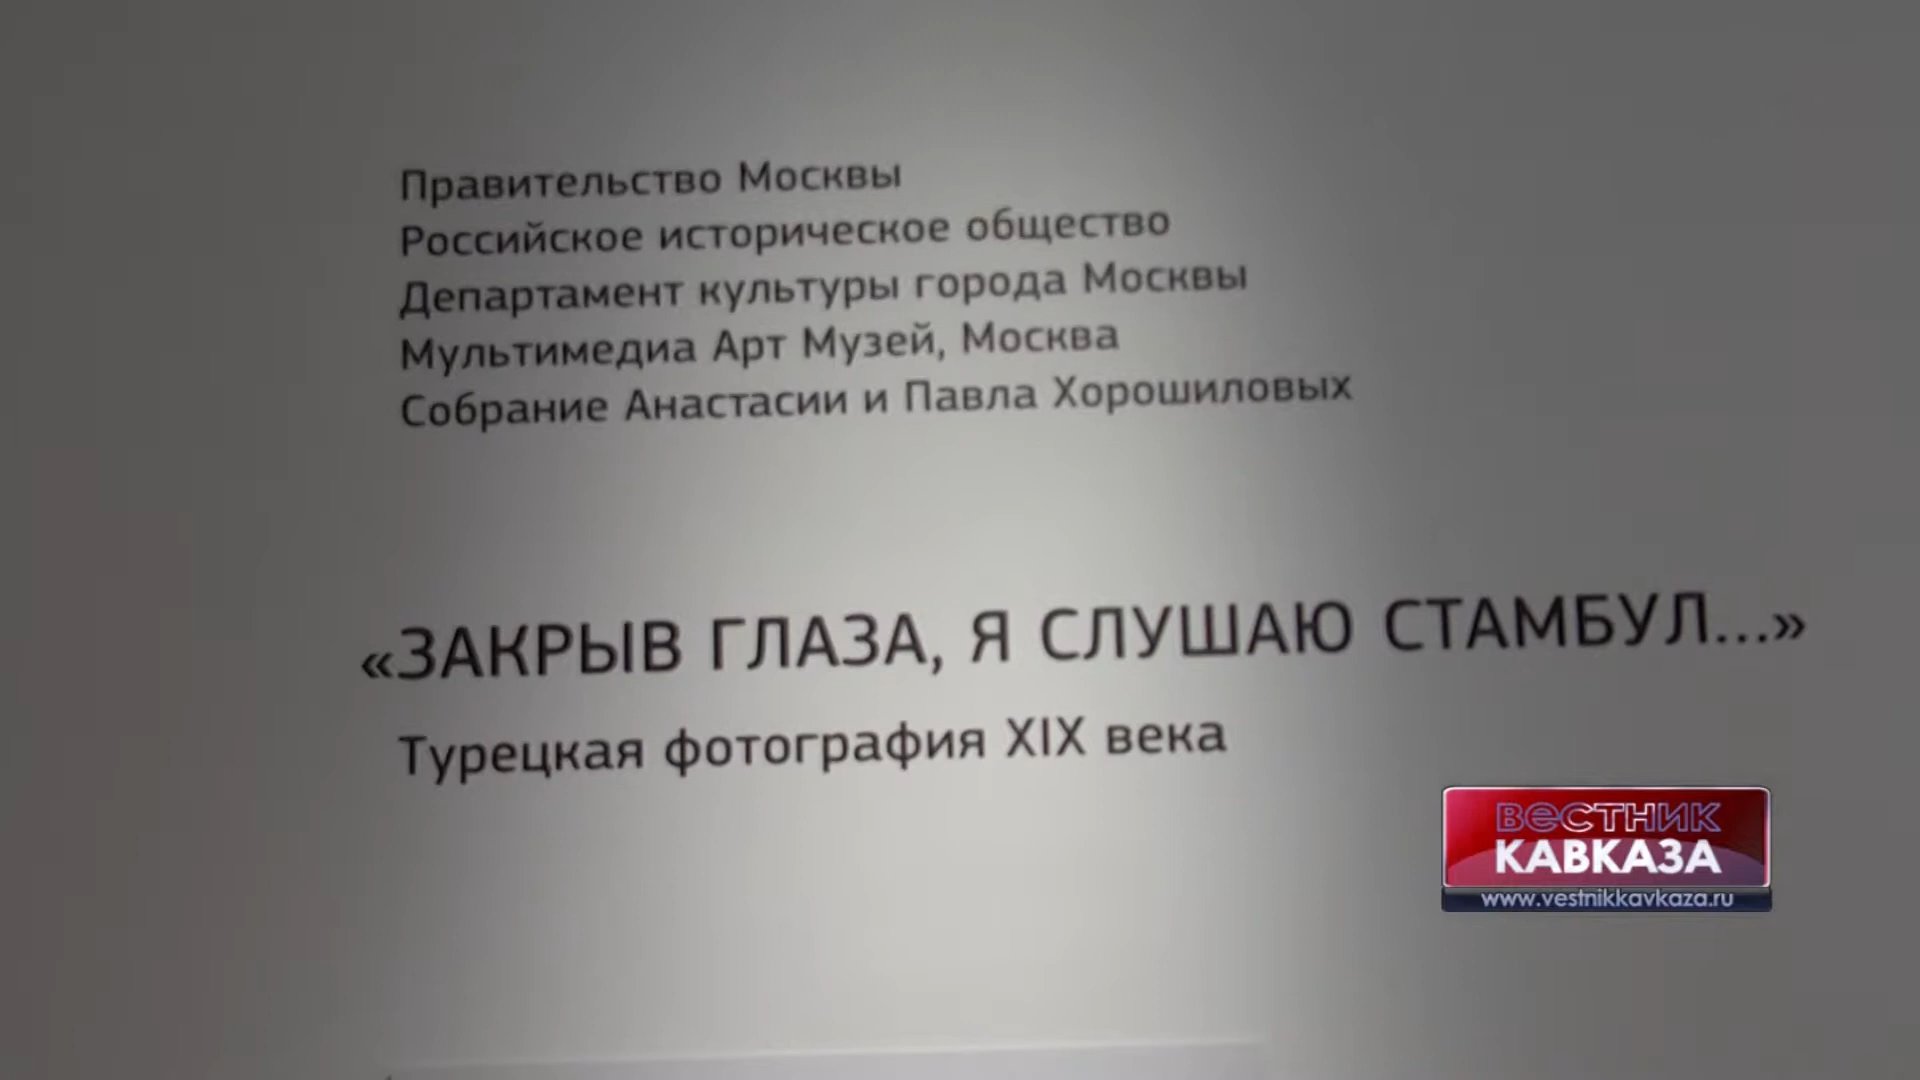 Правительство Москвы
Российское историческое общество
Департамент культуры города Москвы
Мультимедиа Арт Музей, Москва
Собрание Анастасии и Павла Хорошиловых
«ЗАКРЫВ ГЛАЗА, Я СЛУШАЮ СТАМБУЛ...»
Турецкая фотография XIX века
ВЕСТНИК
КАВКАЗА
www.vestnikkavkaza.ru